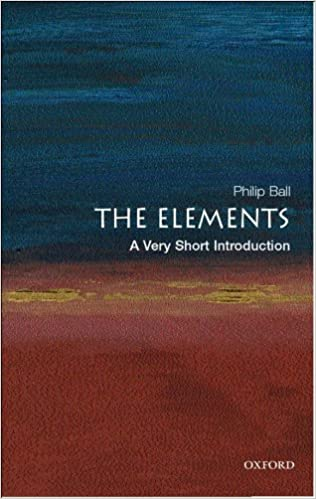 Philip Ball
THE ELEMENTS
A Very Short Introduction
OXFORD